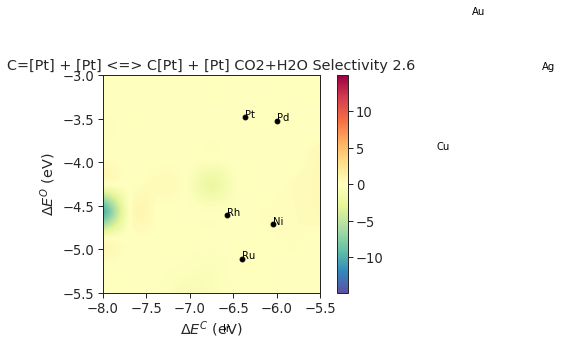 Au
C=[Pt] + [Pt] <=> C[Pt] + [Pt] CO2+H2O Selectivity 2.6
Ag
−3.0
−3.5
−4.0
−4.5
−5.0
−5.5
ΔE^O (eV)
Pt
Pd
Cu
Rh
Ni
Ru
10
5
0
−5
−10
−8.0 −7.5 −7.0 −6.5 −6.0 −5.5
ΔE^C (eV)
Ir